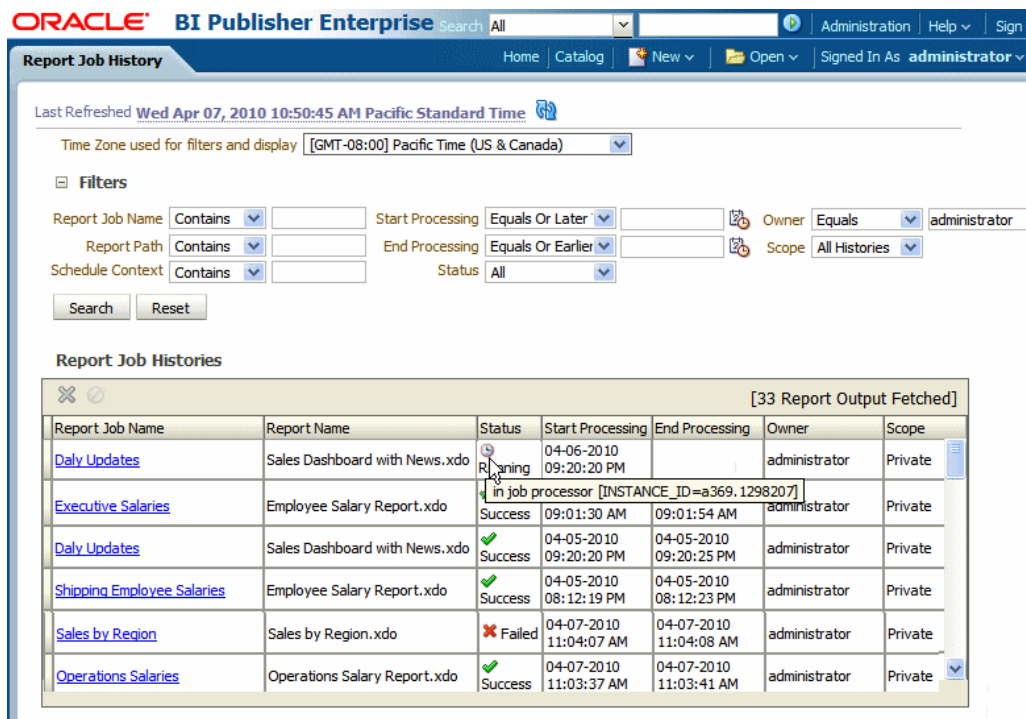 ORACLE BI Publisher Enterprise Search All Administration Help Sign
Report Job History Home Catalog New Open Signed In As administrator
Last Refreshed Wed Apr 07, 2010 10:50:45 AM Pacific Standard Time
Time Zone used for filters and display [GMT-08:00] Pacific Time (US & Canada)
Filters
Report Job Name Contains Start Processing Equals Or Later Owner Equals administrator
Report Path Contains End Processing Equals Or Earlier Scope All Histories
Schedule Context Contains Status All
Search Reset
Report Job Histories
[33 Report Output Fetched]
Report Job Name Report Name Status Start Processing End Processing Owner Scope
Daly Updates Sales Dashboard with News.xdo Running 04-06-2010 09:20:20 PM administrator Private
in job processor [INSTANCE_ID=a369.1298207]
Executive Salaries Employee Salary Report.xdo Success 09:01:30 AM 09:01:54 AM administrator Private
Daly Updates Sales Dashboard with News.xdo Success 04-05-2010 09:20:20 PM 04-05-2010 09:20:25 PM administrator Private
Shipping Employee Salaries Employee Salary Report.xdo Success 04-05-2010 08:12:19 PM 04-05-2010 08:12:23 PM administrator Private
Sales by Region Sales by Region.xdo Failed 04-07-2010 11:04:07 AM 04-07-2010 11:04:08 AM administrator Private
Operations Salaries Operations Salary Report.xdo Success 04-07-2010 11:03:37 AM 04-07-2010 11:03:41 AM administrator Private